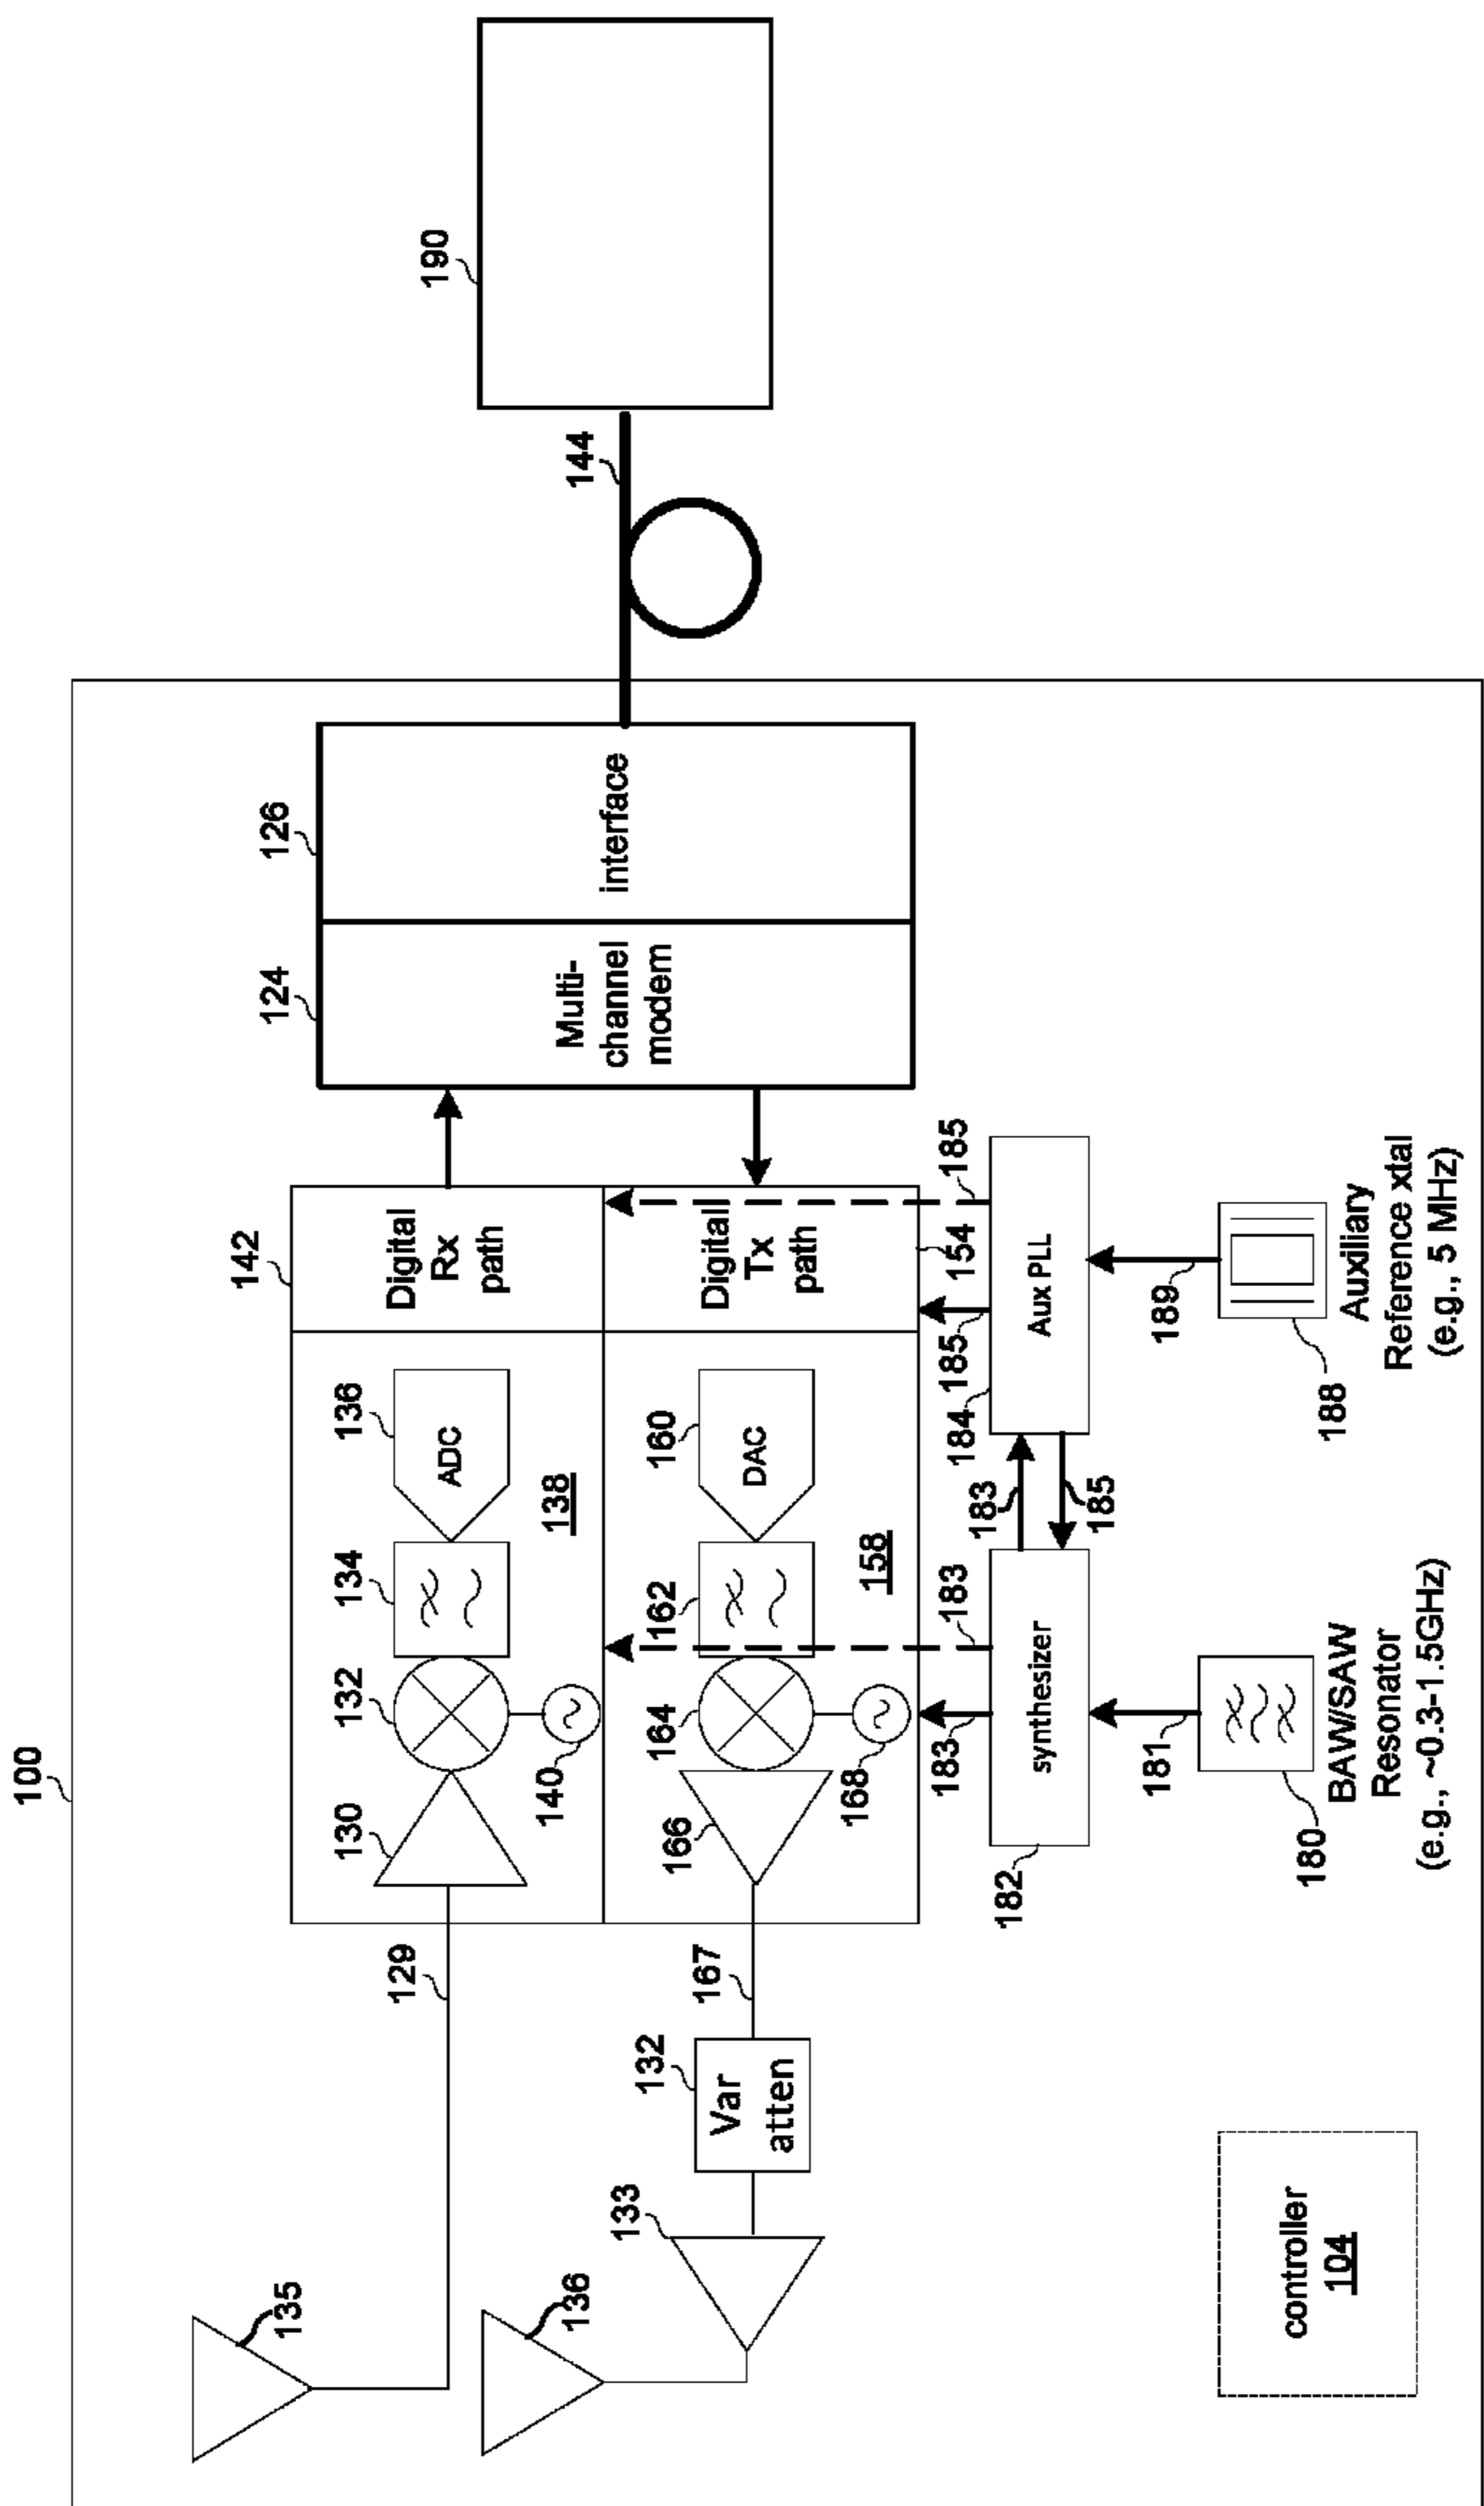 100
135
136
133
132
Var
atten
129
167
130
132
134
136
ADC
138
140
142
Digital
Rx
path
166
164
162
160
DAC
158
168
Digital
Tx
path
154
124
Multi-
channel
modem
126
interface
144
190
183
183
185
185
182
synthesizer
183
185
184
Aux PLL
181
189
180
BAW/SAW
Resonator
(e.g., ~0.3-1.5GHz)
188
Auxiliary
Reference xtal
(e.g., 5 MHz)
controller
104